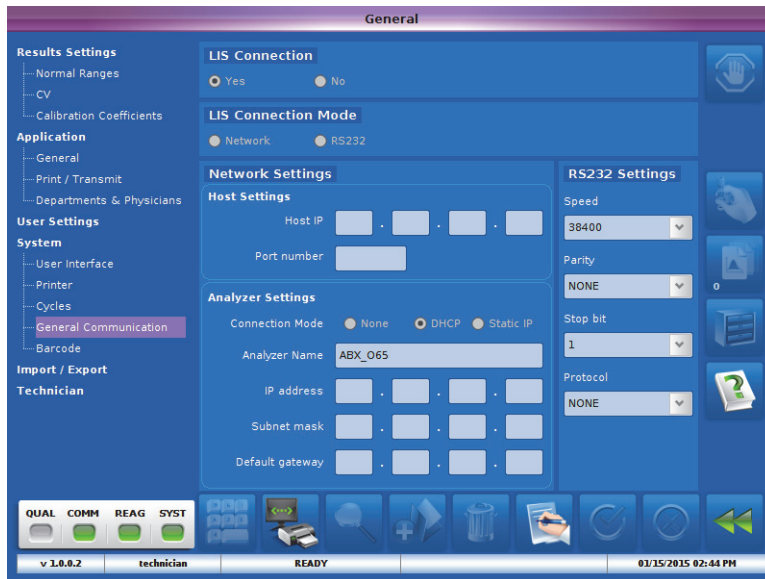 General
Results Settings
Normal Ranges
CV
Calibration Coefficients
Application
General
Print / Transmit
Departments & Physicians
User Settings
System
User Interface
Printer
Cycles
General Communication
Barcode
Import / Export
Technician
LIS Connection
Yes No
LIS Connection Mode
Network RS232
Network Settings
Host Settings
Host IP . . .
Port number
Analyzer Settings
Connection Mode None DHCP Static IP
Analyzer Name ABX_065
IP address . . .
Subnet mask . . .
Default gateway . . .
RS232 Settings
Speed
38400
Parity
NONE
Stop bit
1
Protocol
NONE
0
?
QUAL COMM REAG SYST
v 1.0.0.2 technician READY 01/15/2015 02:44 PM